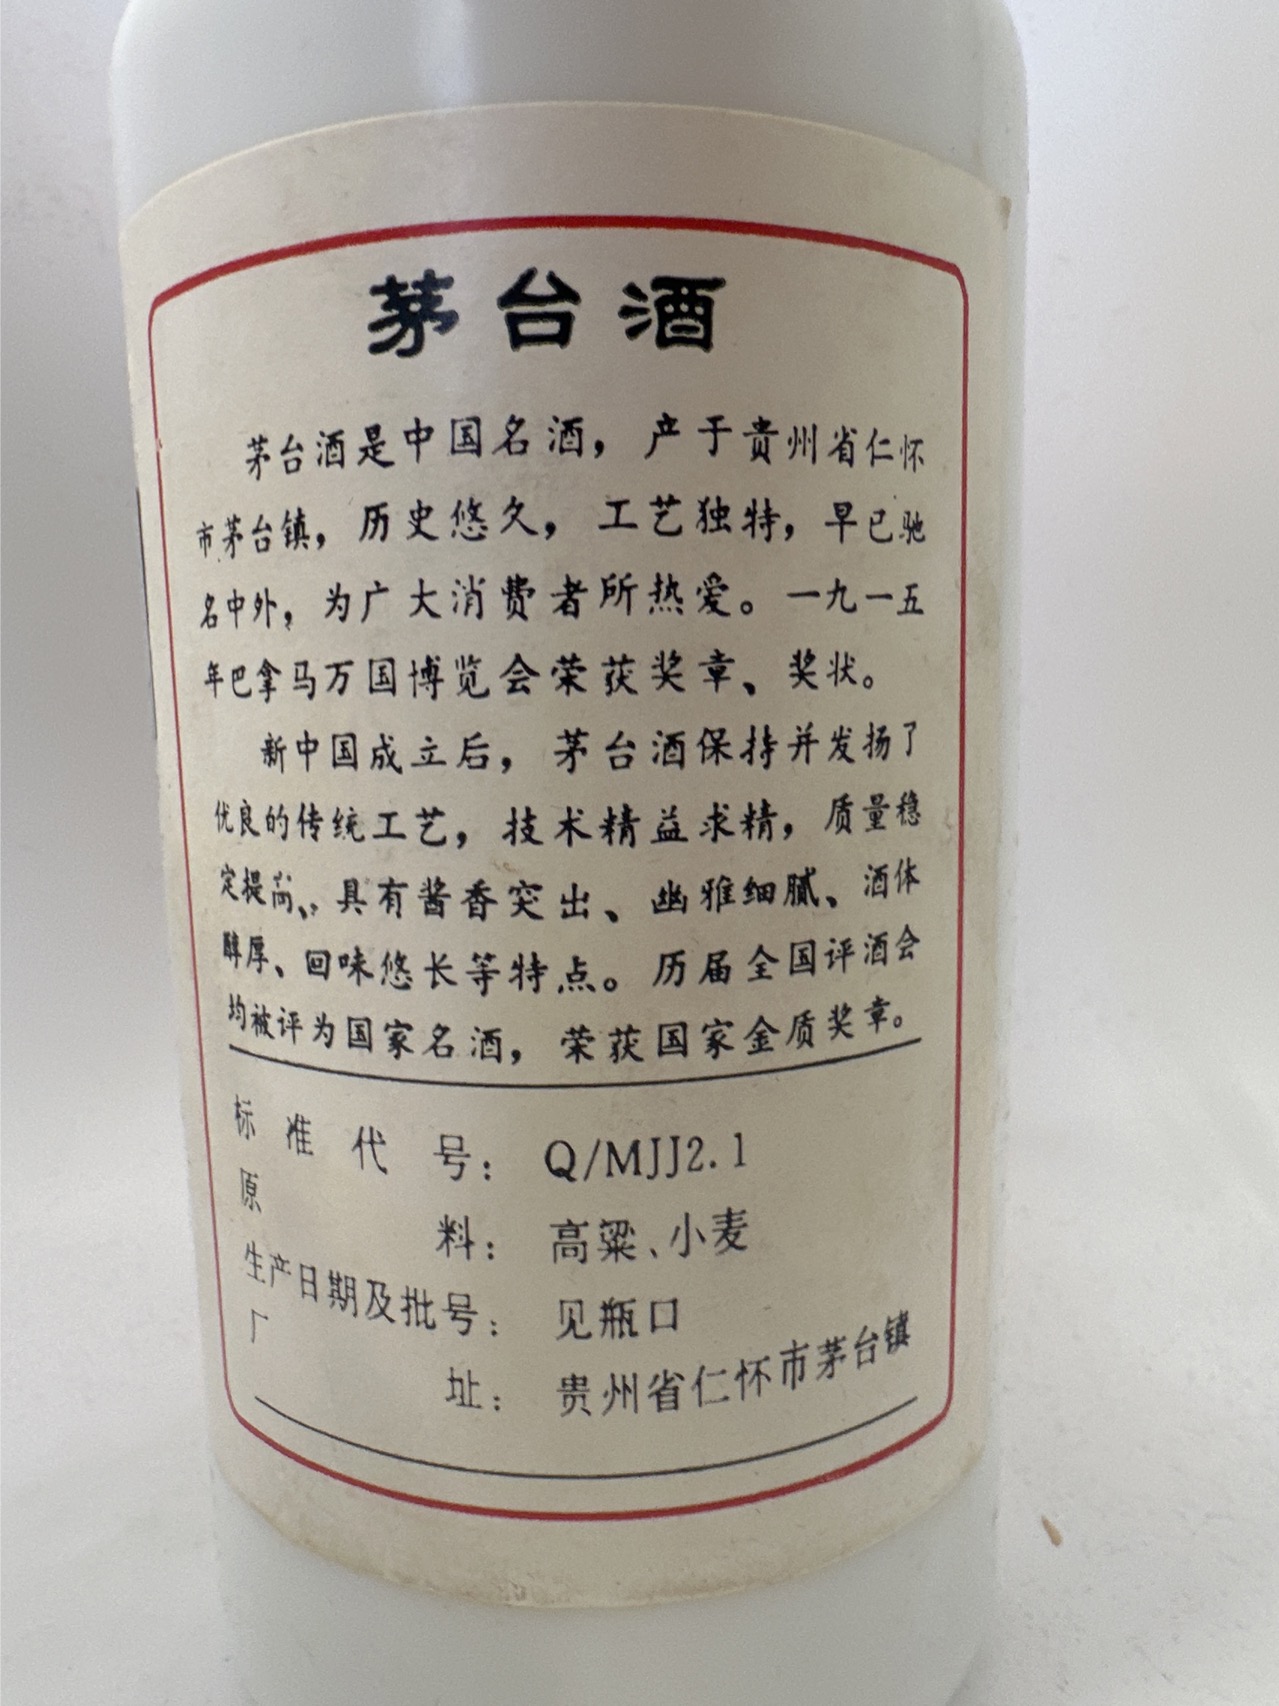 茅台酒
茅台酒是中国名酒，产于贵州省仁怀
市茅台镇，历史悠久，工艺独特，早已驰
名中外，为广大消费者所热爱。一九一五
年巴拿马万国博览会荣获奖章、奖状。
新中国成立后，茅台酒保持并发扬了
优良的传统工艺，技术精益求精，质量稳
定提高，具有酱香突出、幽雅细腻、酒体
醇厚、回味悠长等特点。历届全国评酒会
均被评为国家名酒，荣获国家金质奖章。
标准代号：Q/MJJ2.1
原料：高粱、小麦
生产日期及批号：见瓶口
厂址：贵州省仁怀市茅台镇